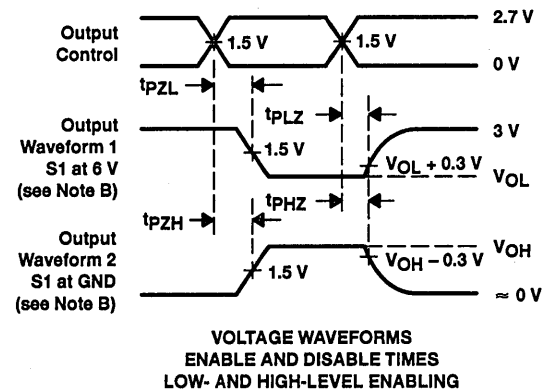 2.7 V
Output
Control
1.5 V
1.5 V
0 V
tPZL
tPLZ
Output
Waveform 1
S1 at 6 V
(see Note B)
3 V
1.5 V
VOL + 0.3 V
VOL
tPZH
tPHZ
Output
Waveform 2
S1 at GND
(see Note B)
VOH
1.5 V
VOH − 0.3 V
≈ 0 V
VOLTAGE WAVEFORMS
ENABLE AND DISABLE TIMES
LOW- AND HIGH-LEVEL ENABLING